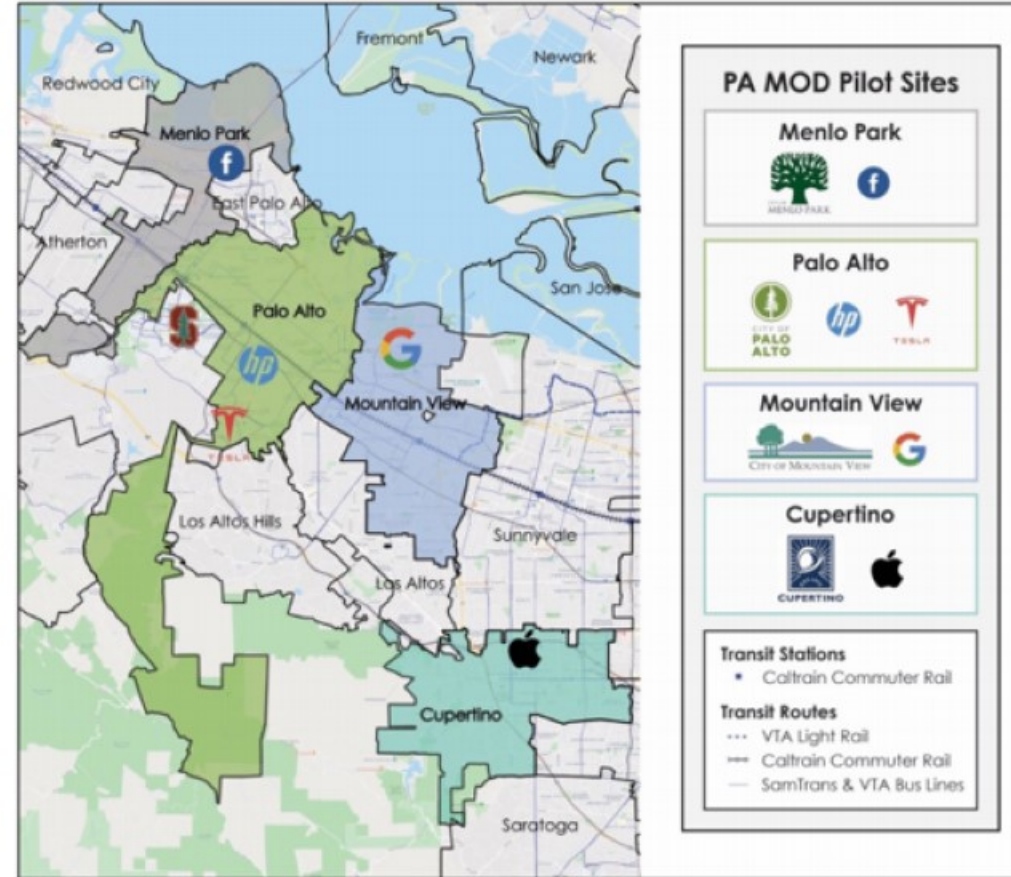 Fremont
Newark
Redwood City
Menlo Park
f
East Palo Alto
Atherton
San Jose
Palo Alto
S
hp
G
Mountain View
TESLA
Los Altos Hills
Sunnyvale
Los Altos
Cupertino
Saratoga
PA MOD Pilot Sites
Menlo Park
MENLO PARK
f
Palo Alto
CITY OF
PALO
ALTO
hp
TESLA
Mountain View
CITY OF MOUNTAIN VIEW
G
Cupertino
CUPERTINO
Transit Stations
Caltrain Commuter Rail
Transit Routes
VTA Light Rail
Caltrain Commuter Rail
SamTrans & VTA Bus Lines